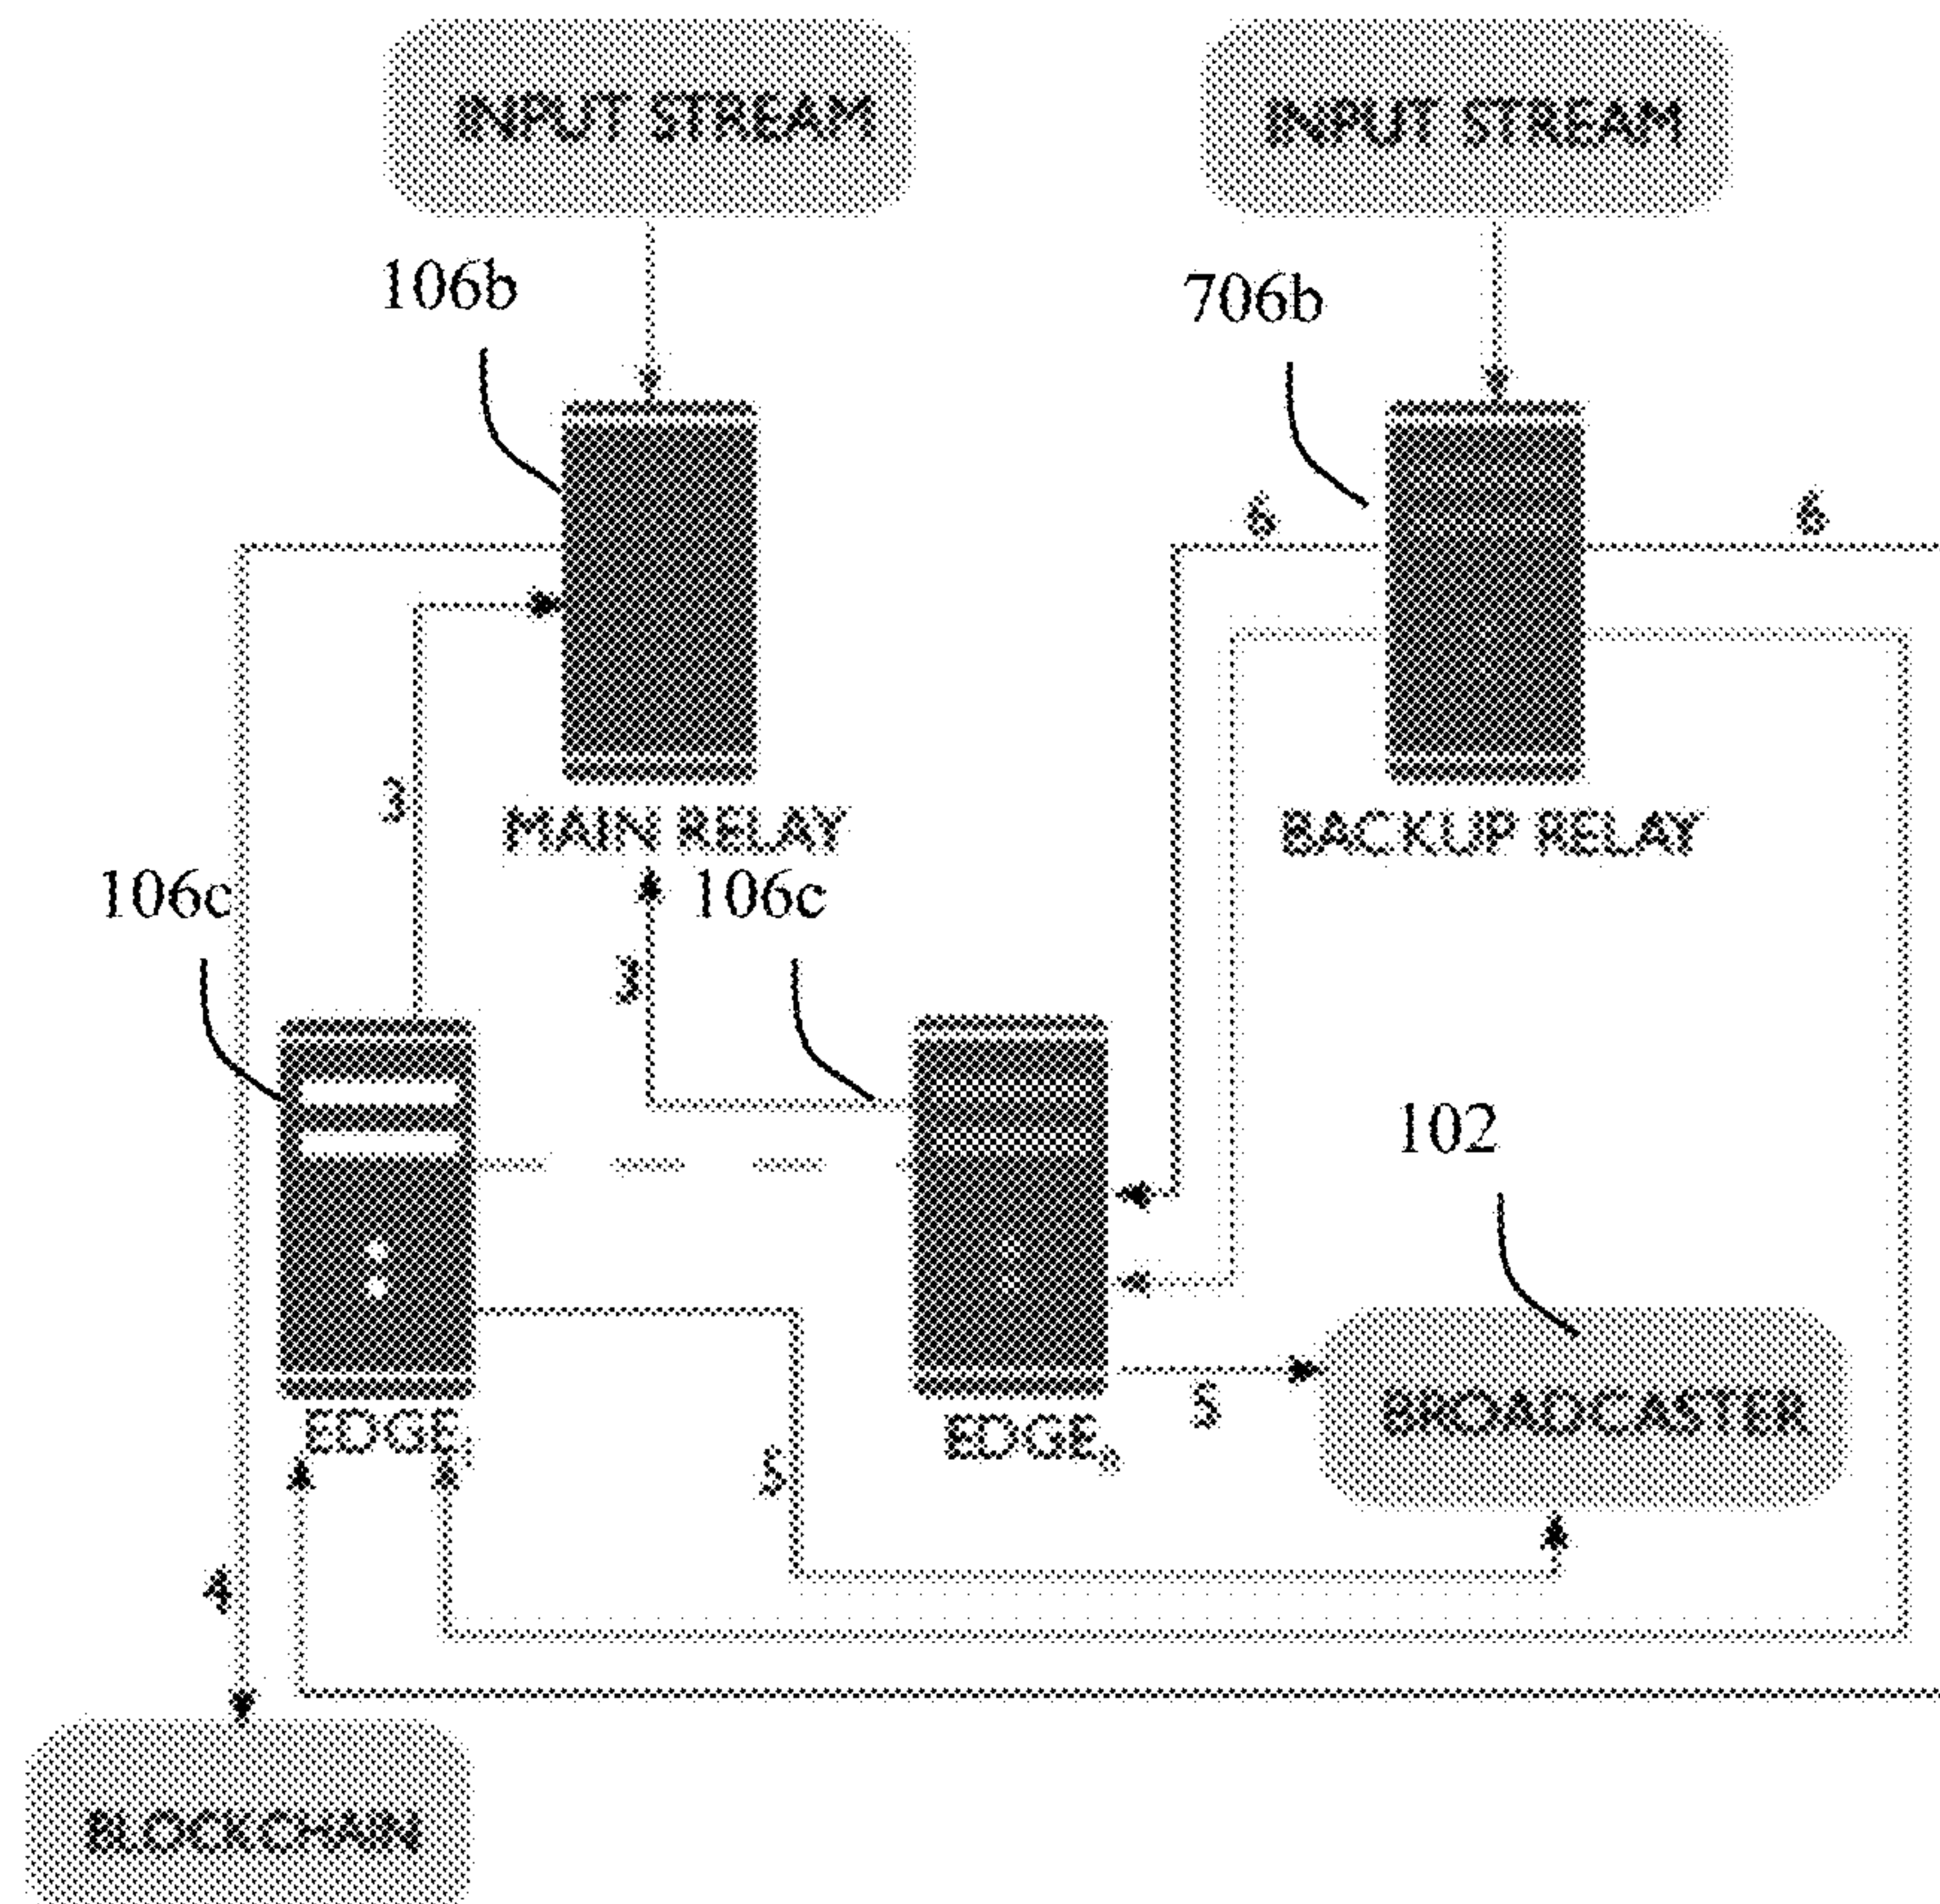 INPUT STREAM
INPUT STREAM
106b
706b
6
6
3
MAIN RELAY
BACKUP RELAY
106c
106c
3
102
EDGE
EDGEn
5
BROADCASTER
5
4
BLOCKCHAIN